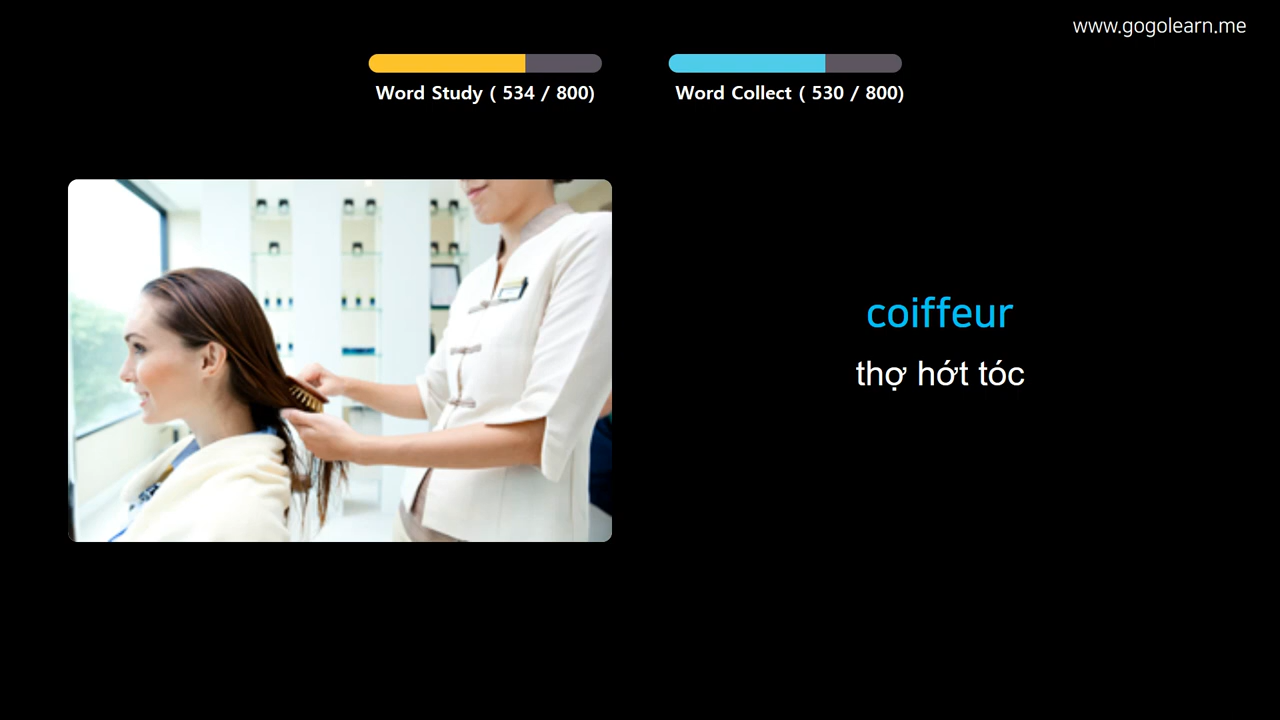 www.gogolearn.me
Word Study ( 534 / 800)
Word Collect ( 530 / 800)
coiffeur
thợ hớt tóc